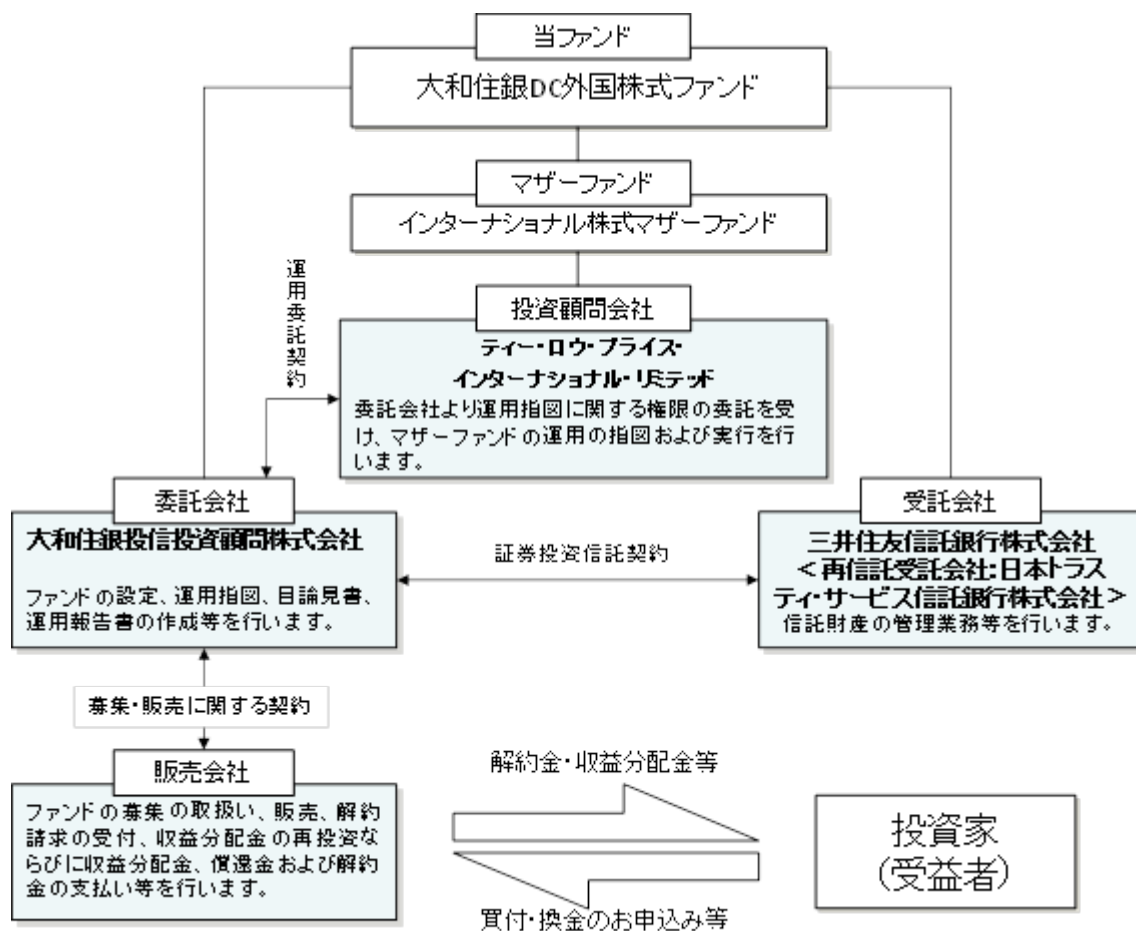 当ファンド
大和住銀DC外国株式ファンド
マザーファンド
インターナショナル株式マザーファンド
運用委託契約
投資顧問会社
ティー・ロウ・プライス・
インターナショナル・リミテッド
委託会社より運用指図に関する権限の委託を受
け、マザーファンドの運用の指図および実行を行
います。
委託会社
大和住銀投信投資顧問株式会社
ファンドの設定、運用指図、目論見書、
運用報告書の作成等を行います。
証券投資信託契約
受託会社
三井住友信託銀行株式会社
<再信託受託会社:日本トラス
ティ・サービス信託銀行株式会社>
信託財産の管理業務等を行います。
募集・販売に関する契約
販売会社
ファンドの募集の取扱い、販売、解約
請求の受付、収益分配金の再投資な
らびに収益分配金、償還金および解約
金の支払い等を行います。
解約金・収益分配金等
買付・換金のお申込み等
投資家
(受益者)